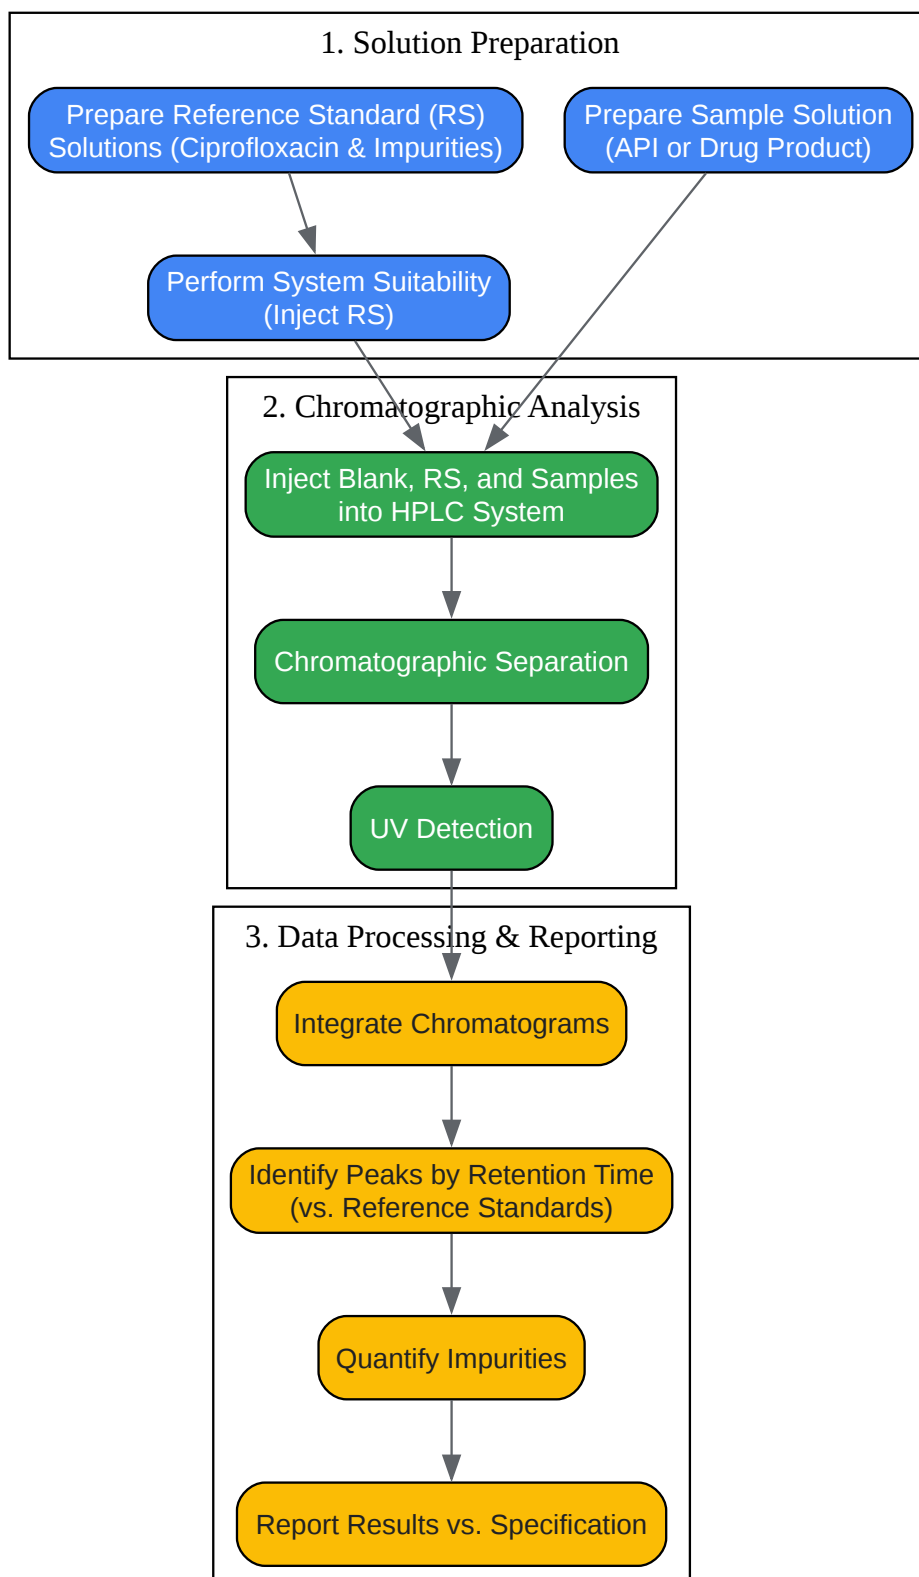 1. Solution Preparation
Prepare Reference Standard (RS)
Solutions (Ciprofloxacin & Impurities)
Prepare Sample Solution
(API or Drug Product)
Perform System Suitability
(Inject RS)
2. Chromatographic Analysis
Inject Blank, RS, and Samples
into HPLC System
Chromatographic Separation
UV Detection
3. Data Processing & Reporting
Integrate Chromatograms
Identify Peaks by Retention Time
(vs. Reference Standards)
Quantify Impurities
Report Results vs. Specification